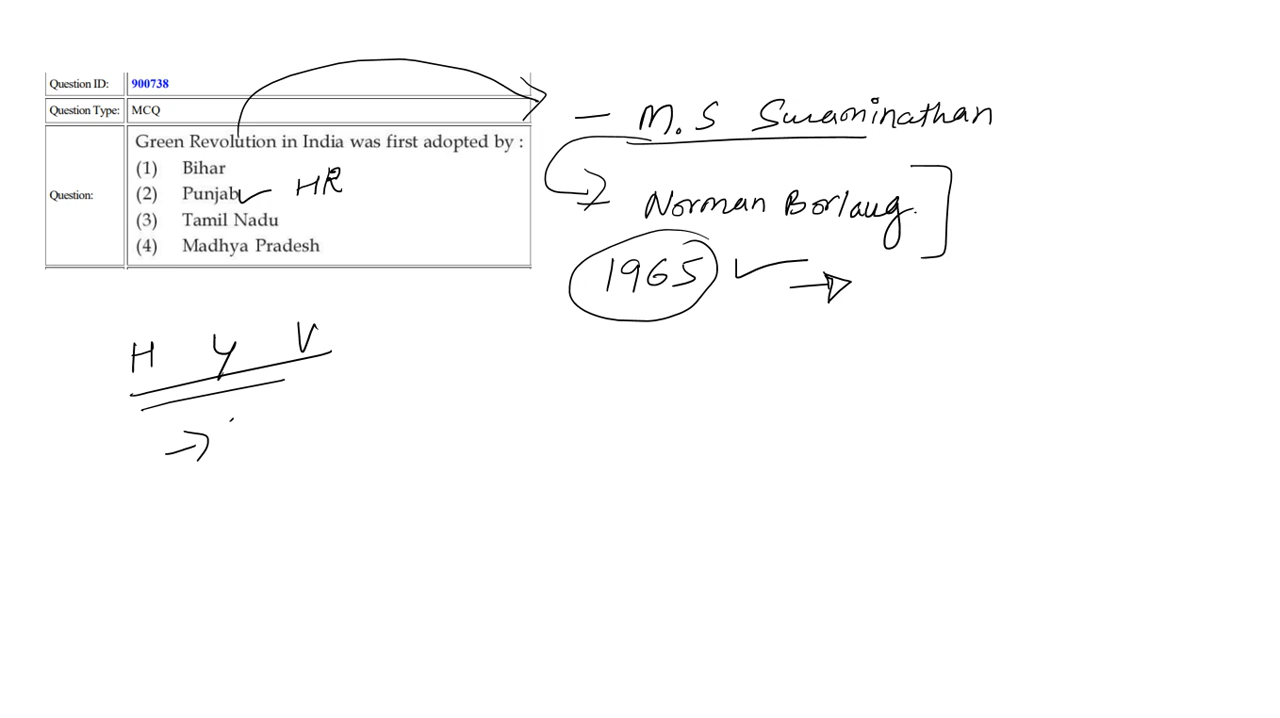 Question ID: 900738
Question Type: MCQ
Question: Green Revolution in India was first adopted by :
(1) Bihar
(2) Punjab HR
(3) Tamil Nadu
(4) Madhya Pradesh
M. S Swaminathan
Norman Borlaug.
1965
H Y V